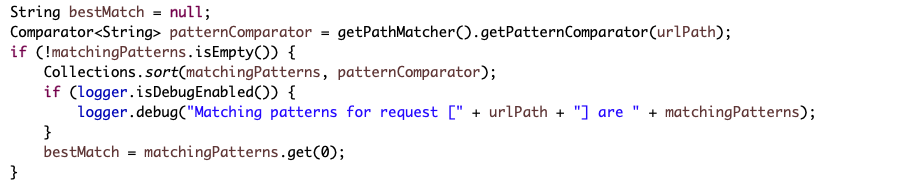 String bestMatch = null;
Comparator<String> patternComparator = getPathMatcher().getPatternComparator(urlPath);
if (!matchingPatterns.isEmpty()) {
    Collections.sort(matchingPatterns, patternComparator);
    if (logger.isDebugEnabled()) {
        logger.debug("Matching patterns for request [" + urlPath + "] are " + matchingPatterns);
    }
    bestMatch = matchingPatterns.get(0);
}